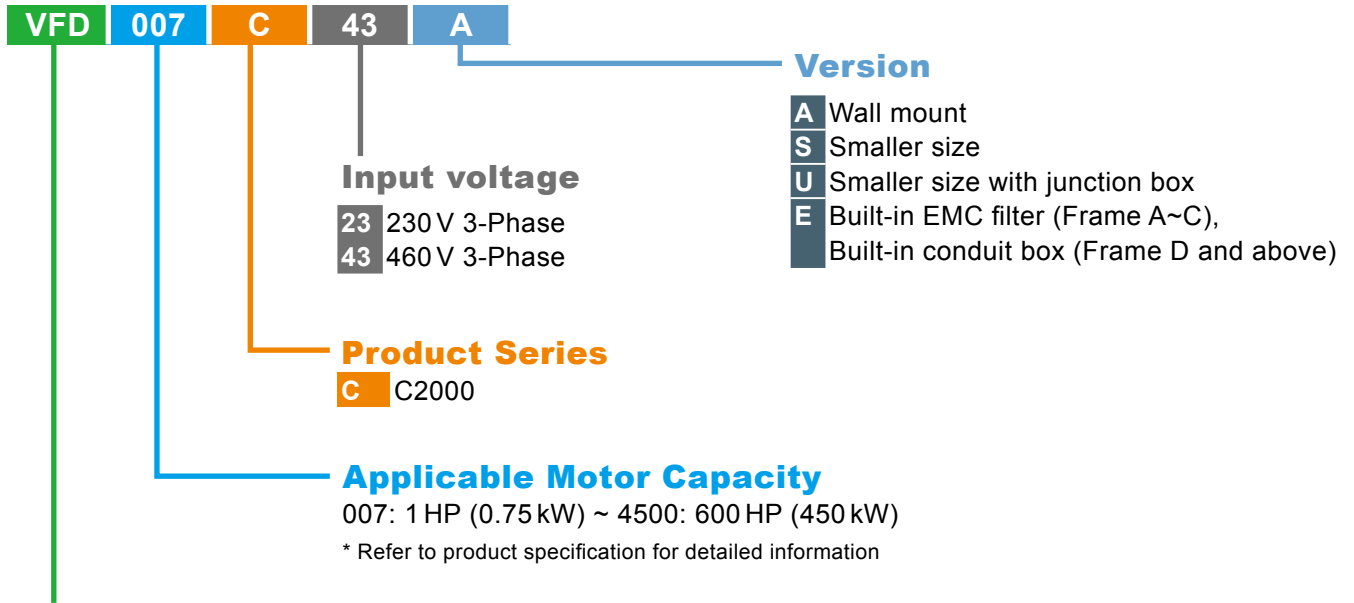 VFD 007 C 43 A
Version
A Wall mount
S Smaller size
U Smaller size with junction box
E Built-in EMC filter (Frame A~C),
Built-in conduit box (Frame D and above)
Input voltage
23 230 V 3-Phase
43 460 V 3-Phase
Product Series
C C2000
Applicable Motor Capacity
007: 1 HP (0.75 kW) ~ 4500: 600 HP (450 kW)
* Refer to product specification for detailed information